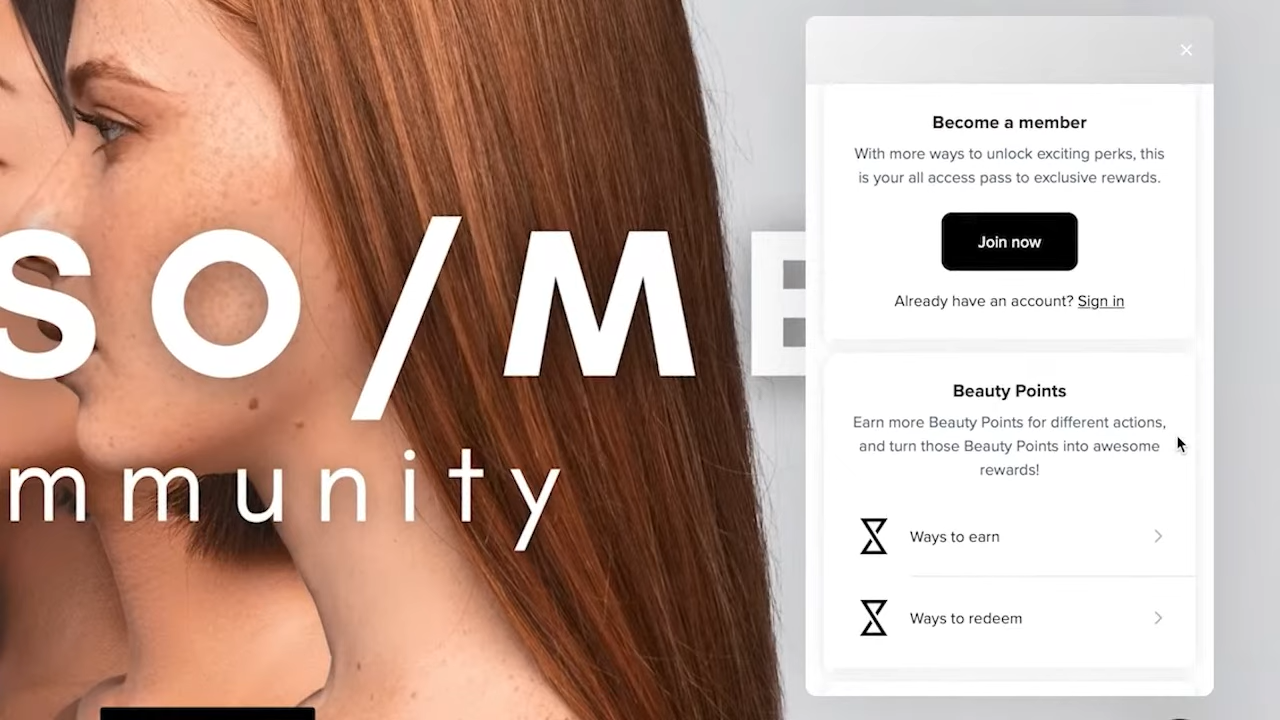 SO/ME
mmunity
Become a member
With more ways to unlock exciting perks, this
is your all access pass to exclusive rewards.
Join now
Already have an account? Sign in
Beauty Points
Earn more Beauty Points for different actions,
and turn those Beauty Points into awesome
rewards!
Ways to earn
Ways to redeem